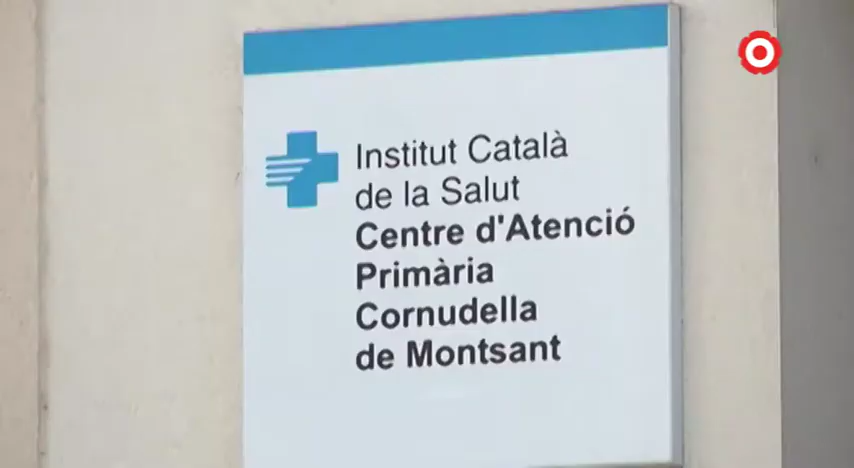 Institut Català
de la Salut
Centre d'Atenció
Primària
Cornudella
de Montsant